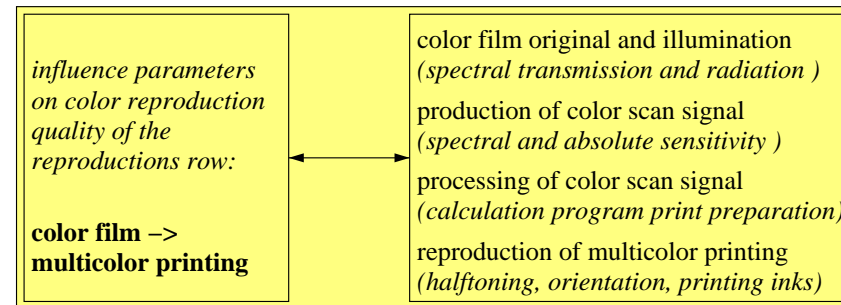 influence parameters
on color reproduction
quality of the
reproductions row:
color film −>
multicolor printing
color film original and illumination
(spectral transmission and radiation )
production of color scan signal
(spectral and absolute sensitivity )
processing of color scan signal
(calculation program print preparation)
reproduction of multicolor printing
(halftoning, orientation, printing inks)